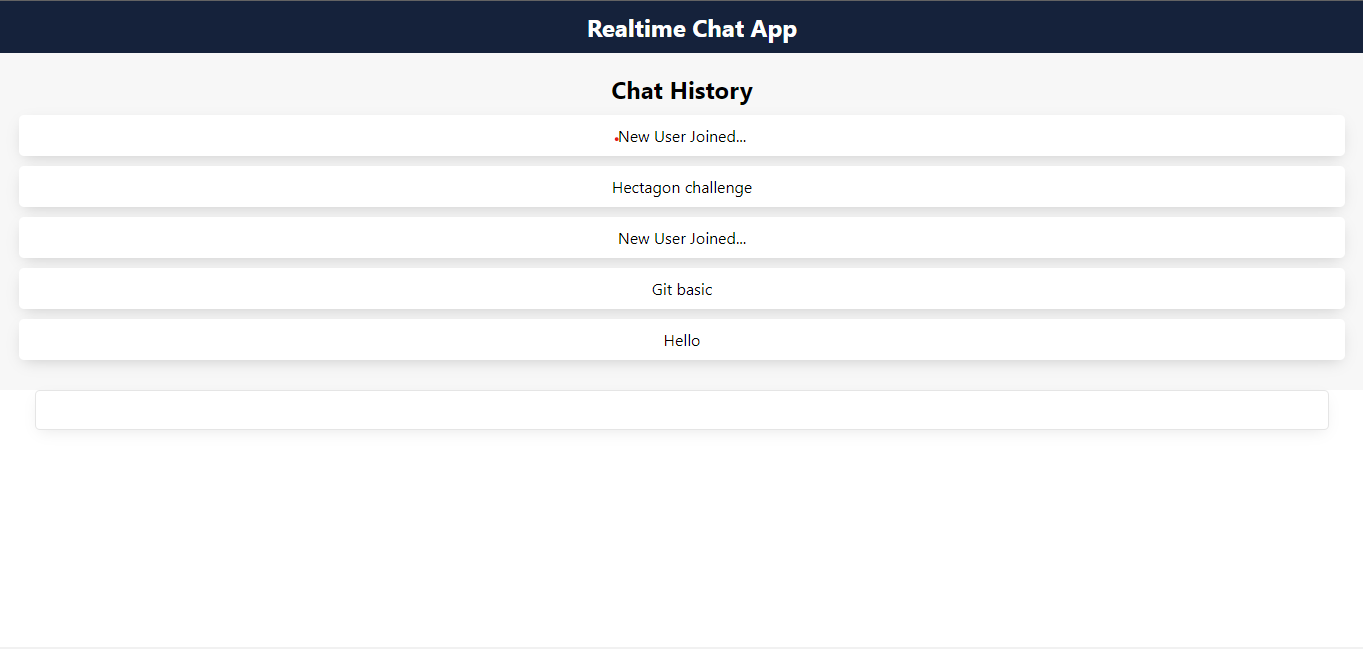 Realtime Chat App
Chat History
New User Joined...
Hectagon challenge
New User Joined...
Git basic
Hello